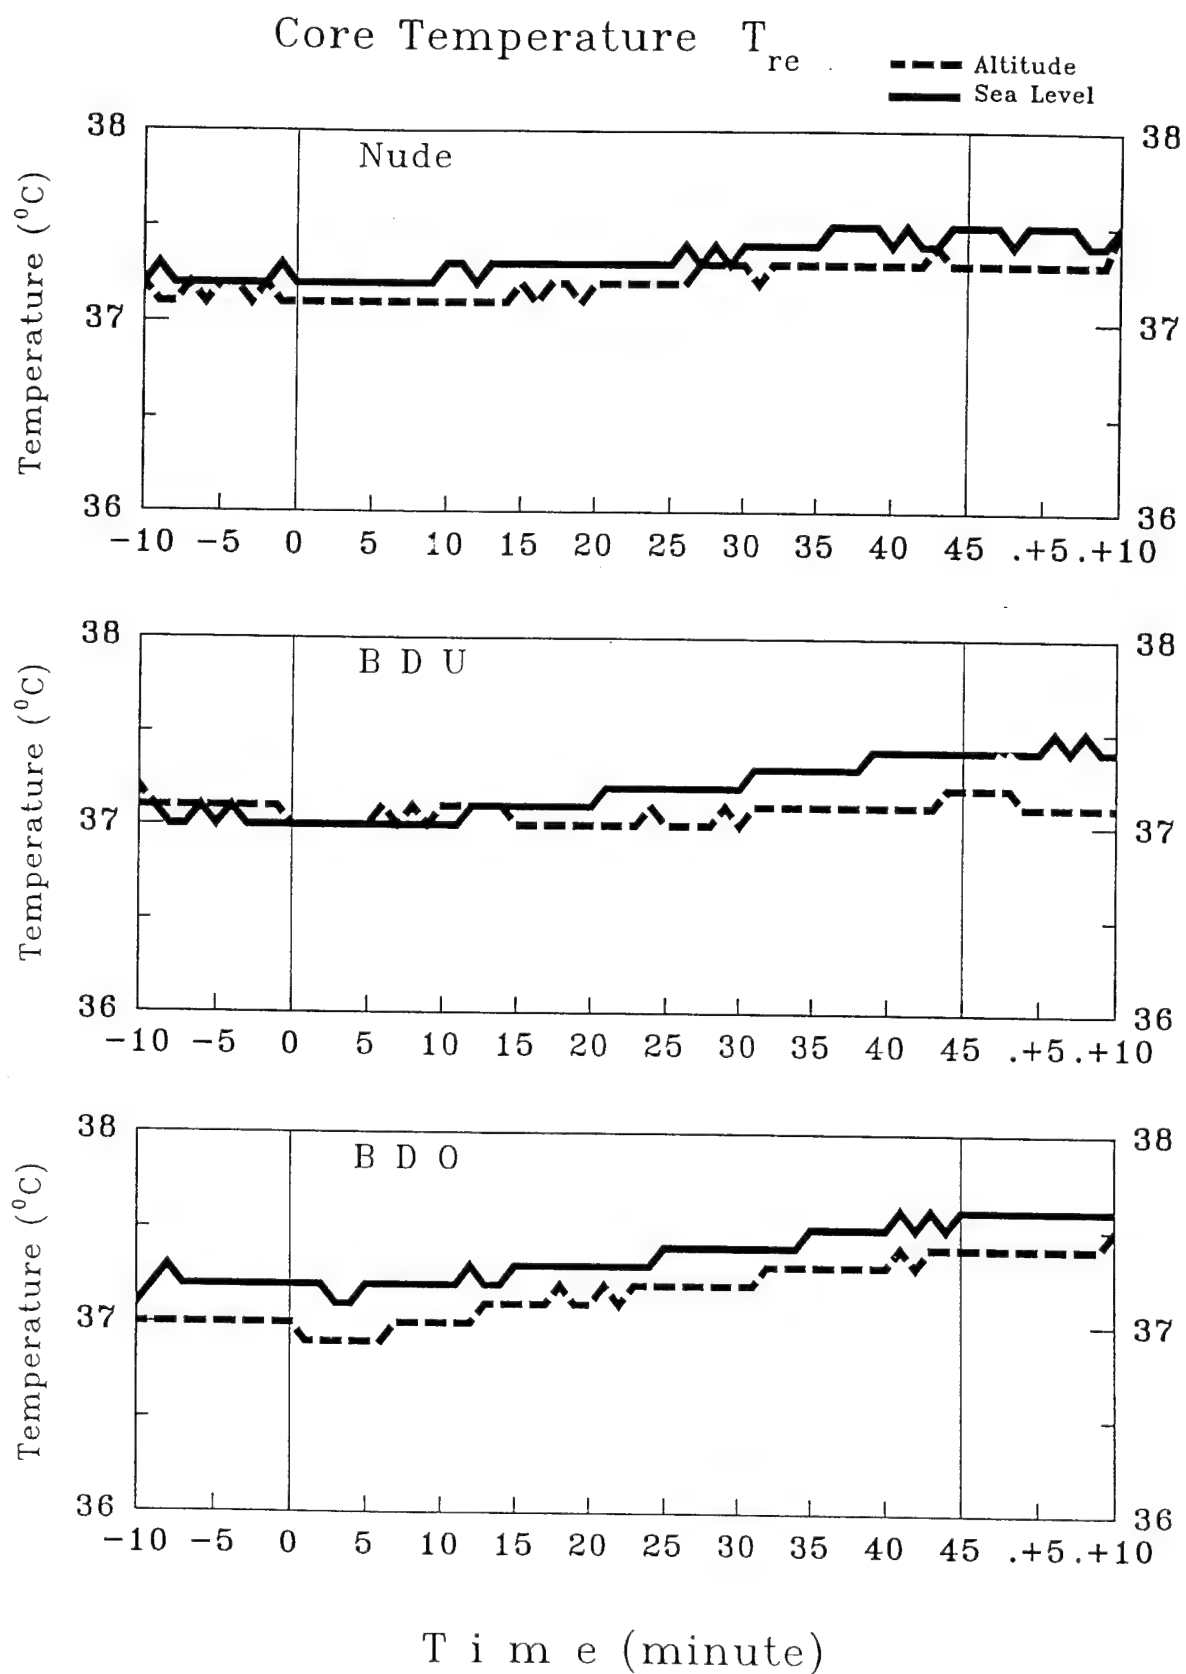 Core Temperature T re
Altitude
Sea Level
38 Nude 38
Temperature (⁰C)
37 37
36 36
-10 -5 0 5 10 15 20 25 30 35 40 45 .+5 .+10
38 B D U 38
Temperature (⁰C)
37 37
36 36
-10 -5 0 5 10 15 20 25 30 35 40 45 .+5 .+10
38 B D O 38
Temperature (⁰C)
37 37
36 36
-10 -5 0 5 10 15 20 25 30 35 40 45 .+5 .+10
T i m e (minute)